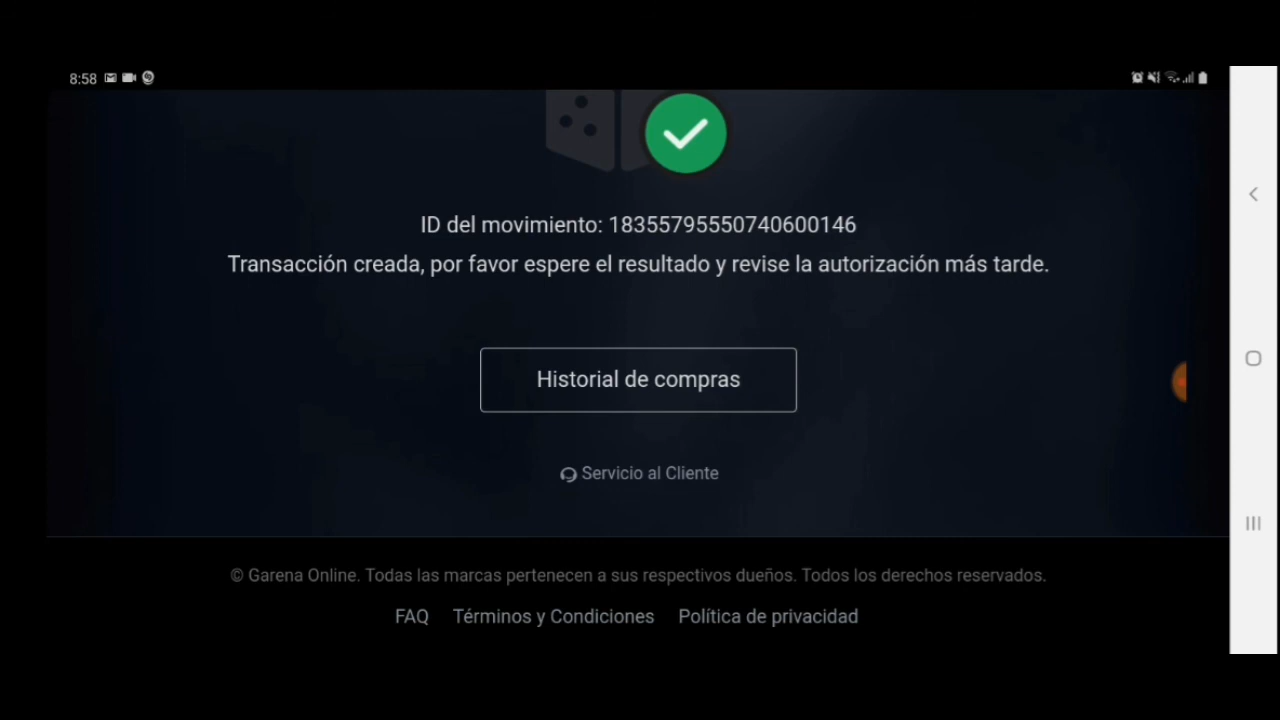 8:58
ID del movimiento: 18355795550740600146
Transacción creada, por favor espere el resultado y revise la autorización más tarde.
Historial de compras
Servicio al Cliente
© Garena Online. Todas las marcas pertenecen a sus respectivos dueños. Todos los derechos reservados.
FAQ Términos y Condiciones Política de privacidad